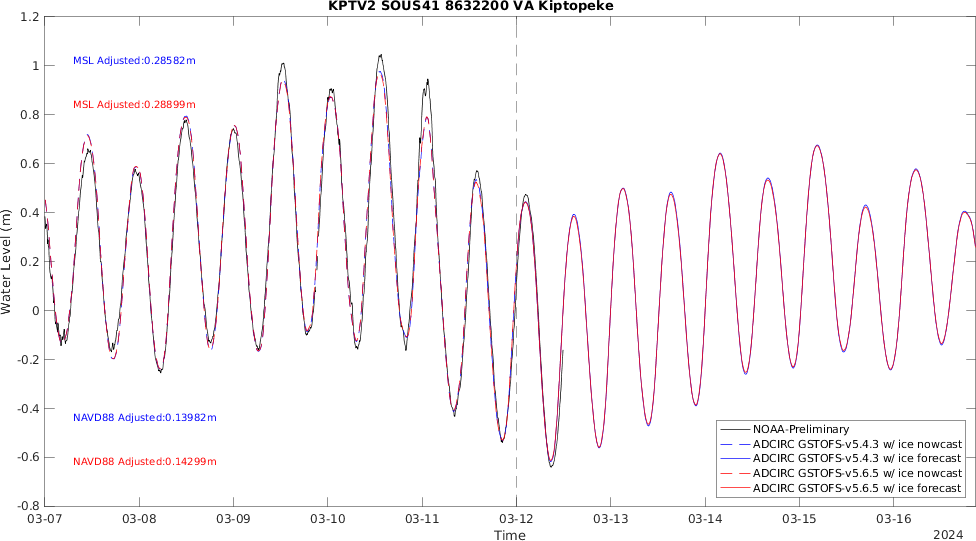 KPTV2 SOUS41 8632200 VA Kiptopeke
1.2
1
0.8
0.6
0.4
0.2
0
-0.2
-0.4
-0.6
-0.8
Water Level (m)
MSL Adjusted:0.28582m
MSL Adjusted:0.28899m
NAVD88 Adjusted:0.13982m
NAVD88 Adjusted:0.14299m
NOAA-Preliminary
ADCIRC GSTOFS-v5.4.3 w/ ice nowcast
ADCIRC GSTOFS-v5.4.3 w/ ice forecast
ADCIRC GSTOFS-v5.6.5 w/ ice nowcast
ADCIRC GSTOFS-v5.6.5 w/ ice forecast
03-07 03-08 03-09 03-10 03-11 03-12 03-13 03-14 03-15 03-16
Time
2024